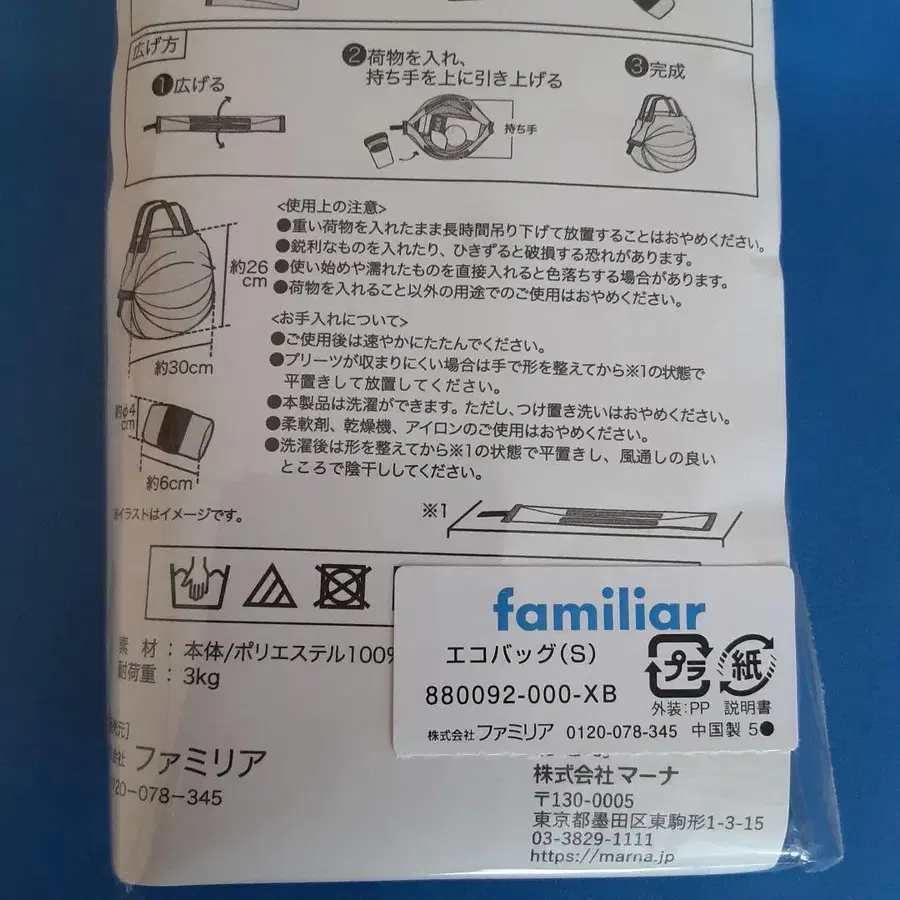 広げ方
❶広げる
❷荷物を入れ、
持ち手を上に引き上げる
持ち手
❸完成
<使用上の注意>
●重い荷物を入れたまま長時間吊り下げて放置することはおやめください。
●鋭利なものを入れたり、ひきずると破損する恐れがあります。
●使い始めや濡れたものを直接入れると色落ちする場合があります。
●荷物を入れること以外の用途でのご使用はおやめください。
約26
cm
約30cm
<お手入れについて>
●ご使用後は速やかにたたんでください。
●プリーツが収まりにくい場合は手で形を整えてから※1の状態で
平置きして放置してください。
●本製品は洗濯ができます。ただし、つけ置き洗いはおやめください。
●柔軟剤、乾燥機、アイロンのご使用はおやめください。
●洗濯後は形を整えてから※1の状態で平置きし、風通しの良い
ところで陰干ししてください。
約φ4
cm
約6cm
※イラストはイメージです。
※1
素 材：本体/ポリエステル100%
耐荷重：3kg
ファミリア
20-078-345
familiar
エコバッグ(S)
880092-000-XB
プラ
紙
外装:PP 説明書
株式会社ファミリア 0120-078-345 中国製 5●
株式会社マーナ
〒130-0005
東京都墨田区東駒形1-3-15
03-3829-1111
https://marna.jp